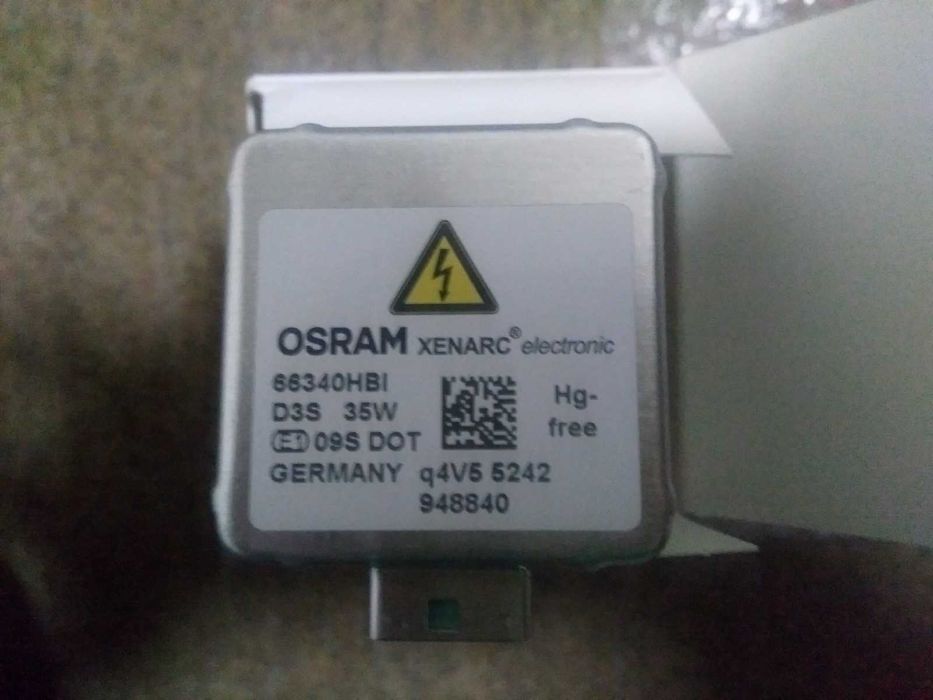 OSRAM XENARC® electronic
66340HBI
D3S 35W
Hg-
free
E1 09S DOT
GERMANY q4V5 5242
948840